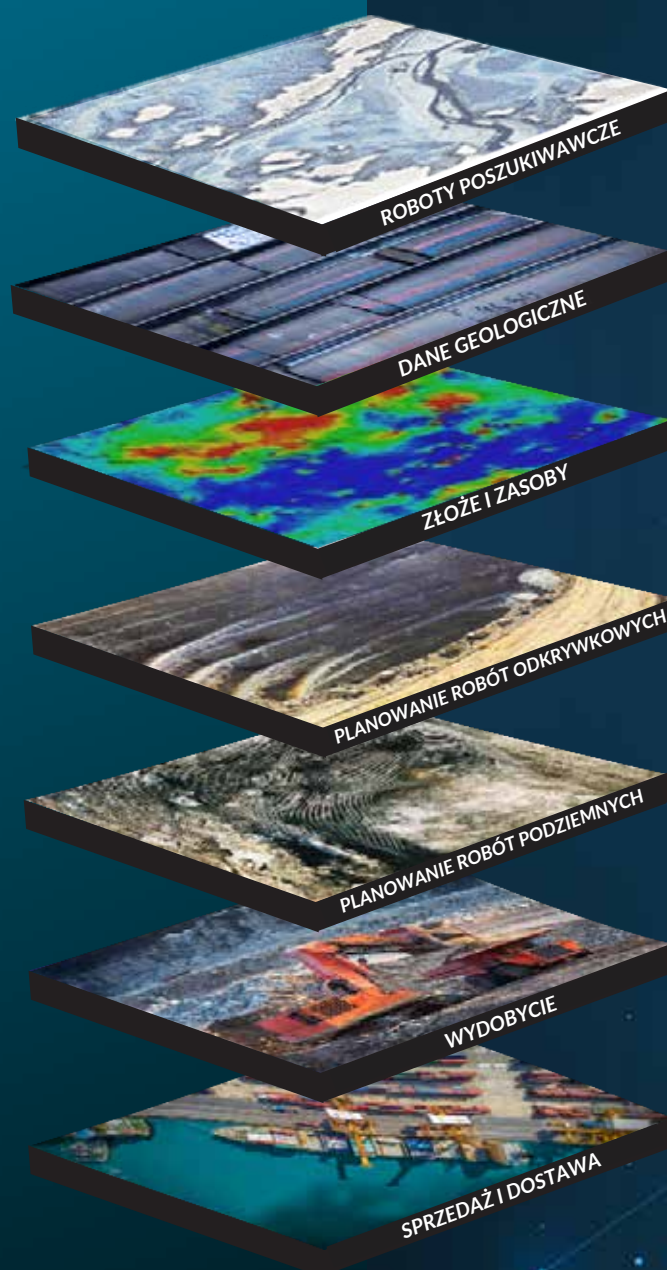 ROBOTY POSZUKIWAWCZE
DANE GEOLOGICZNE
ZŁOŻE I ZASOBY
PLANOWANIE ROBÓT ODKRYWKOWYCH
PLANOWANIE ROBÓT PODZIEMNYCH
WYDOBYCIE
SPRZEDAŻ I DOSTAWA